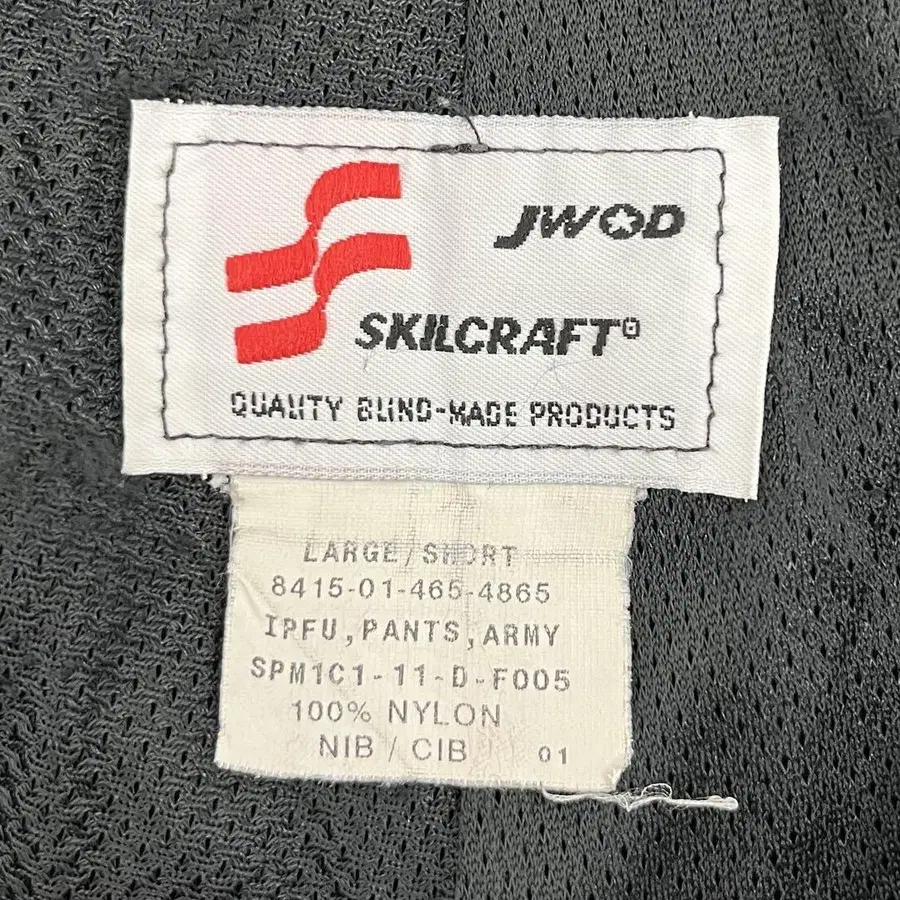 JWOD
SKILCRAFT®
QUALITY BLIND-MADE PRODUCTS
LARGE/SHORT
8415-01-465-4865
IPFU, PANTS, ARMY
SPM1C1-11-D-F005
100% NYLON
NIB / CIB 01